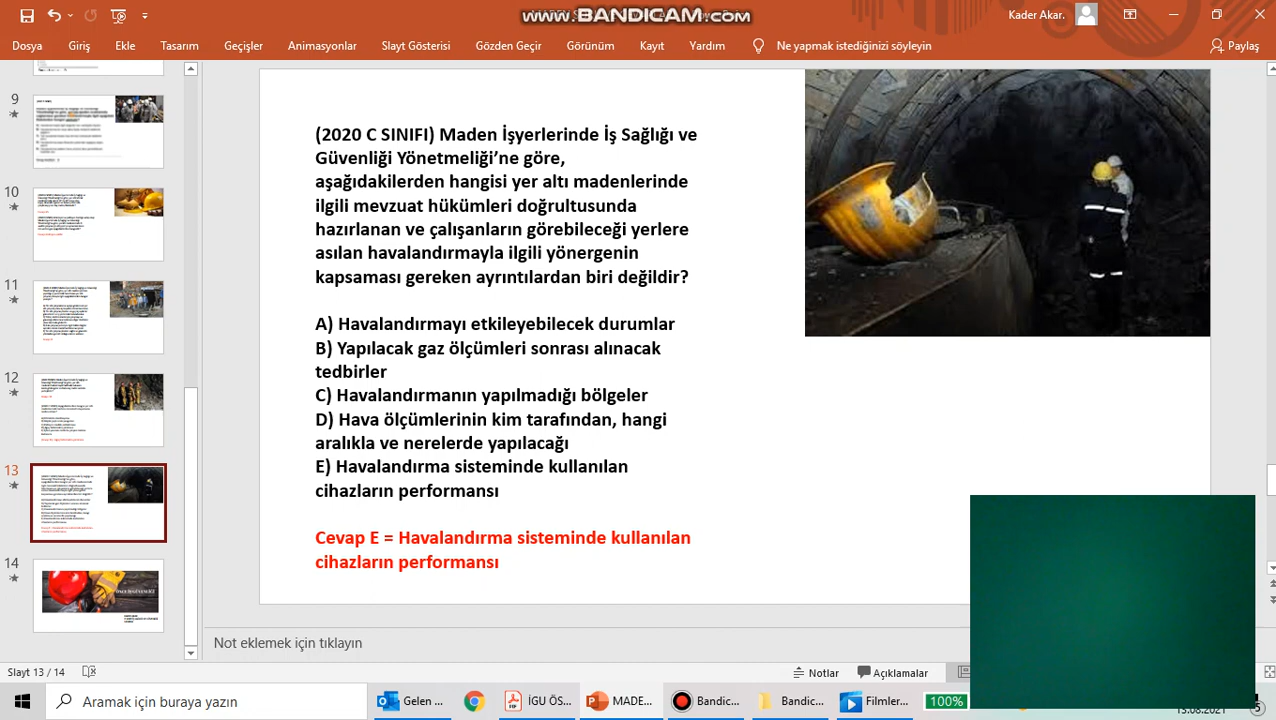 www.BANDICAM.com
Kader Akar.
Dosya Giriş Ekle Tasarım Geçişler Animasyonlar Slayt Gösterisi Gözden Geçir Görünüm Kayıt Yardım Ne yapmak istediğinizi söyleyin Paylaş
9
10
11
12
13
14
(2020 C SINIFI) Maden İşyerlerinde İş Sağlığı ve
Güvenliği Yönetmeliği’ne göre,
aşağıdakilerden hangisi yer altı madenlerinde
ilgili mevzuat hükümleri doğrultusunda
hazırlanan ve çalışanların görebileceği yerlere
asılan havalandırmayla ilgili yönergenin
kapsaması gereken ayrıntılardan biri değildir?
A) Havalandırmayı etkileyebilecek durumlar
B) Yapılacak gaz ölçümleri sonrası alınacak
tedbirler
C) Havalandırmanın yapılmadığı bölgeler
D) Hava ölçümlerinin kim tarafından, hangi
aralıkla ve nerelerde yapılacağı
E) Havalandırma sisteminde kullanılan
cihazların performansı
Cevap E = Havalandırma sisteminde kullanılan
cihazların performansı
Not eklemek için tıklayın
Slayt 13 / 14 Notlar Açıklamalar
Aramak için buraya yazın Gelen ... İGU ÖS... MADE... Bandic... Bandic... Filmler... 100%